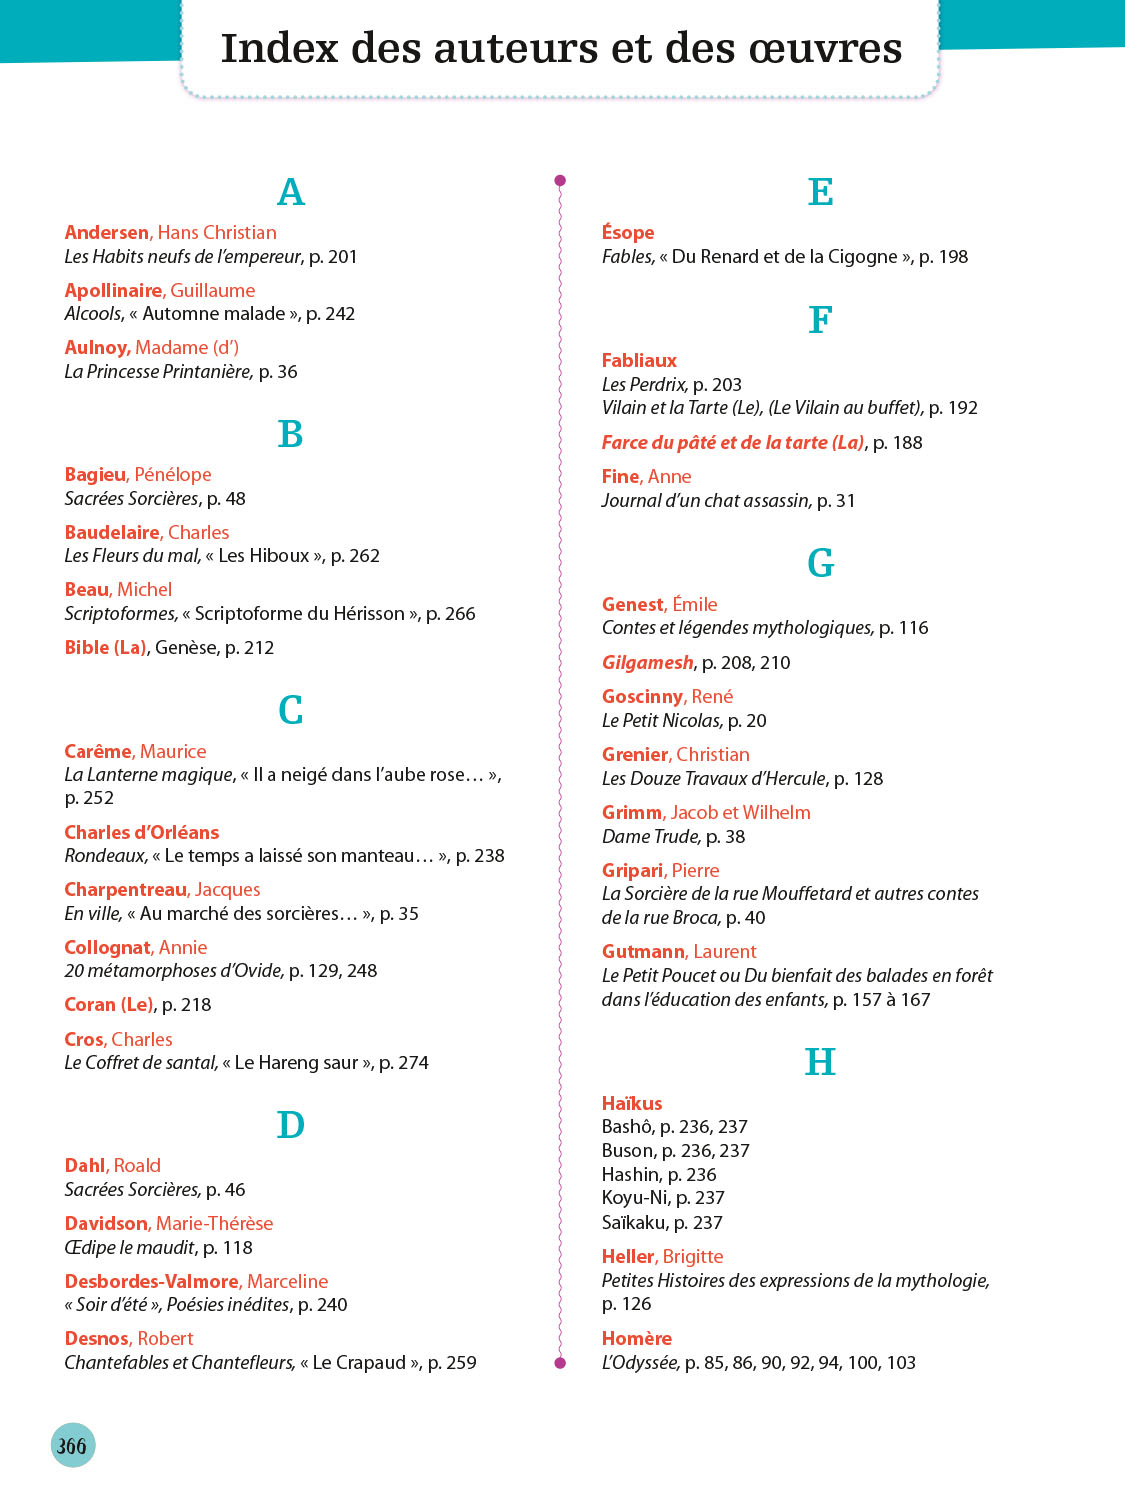 Index des auteurs et des œuvres
A
Andersen, Hans Christian
Les Habits neufs de l’empereur, p. 201
Apollinaire, Guillaume
Alcools, « Automne malade », p. 242
Aulnoy, Madame (d’)
La Princesse Printanière, p. 36
B
Bagieu, Pénélope
Sacrées Sorcières, p. 48
Baudelaire, Charles
Les Fleurs du mal, « Les Hiboux », p. 262
Beau, Michel
Scriptoformes, « Scriptoforme du Hérisson », p. 266
Bible (La), Genèse, p. 212
C
Carême, Maurice
La Lanterne magique, « Il a neigé dans l’aube rose… »,
p. 252
Charles d’Orléans
Rondeaux, « Le temps a laissé son manteau… », p. 238
Charpentreau, Jacques
En ville, « Au marché des sorcières… », p. 35
Collognat, Annie
20 métamorphoses d’Ovide, p. 129, 248
Coran (Le), p. 218
Cros, Charles
Le Coffret de santal, « Le Hareng saur », p. 274
D
Dahl, Roald
Sacrées Sorcières, p. 46
Davidson, Marie-Thérèse
Œdipe le maudit, p. 118
Desbordes-Valmore, Marceline
« Soir d’été », Poésies inédites, p. 240
Desnos, Robert
Chantefables et Chantefleurs, « Le Crapaud », p. 259
E
Ésope
Fables, « Du Renard et de la Cigogne », p. 198
F
Fabliaux
Les Perdrix, p. 203
Vilain et la Tarte (Le), (Le Vilain au buffet), p. 192
Farce du pâté et de la tarte (La), p. 188
Fine, Anne
Journal d’un chat assassin, p. 31
G
Genest, Émile
Contes et légendes mythologiques, p. 116
Gilgamesh, p. 208, 210
Goscinny, René
Le Petit Nicolas, p. 20
Grenier, Christian
Les Douze Travaux d’Hercule, p. 128
Grimm, Jacob et Wilhelm
Dame Trude, p. 38
Gripari, Pierre
La Sorcière de la rue Mouffetard et autres contes
de la rue Broca, p. 40
Gutmann, Laurent
Le Petit Poucet ou Du bienfait des balades en forêt
dans l’éducation des enfants, p. 157 à 167
H
Haïkus
Bashô, p. 236, 237
Buson, p. 236, 237
Hashin, p. 236
Koyu-Ni, p. 237
Saïkaku, p. 237
Heller, Brigitte
Petites Histoires des expressions de la mythologie,
p. 126
Homère
L’Odyssée, p. 85, 86, 90, 92, 94, 100, 103
366